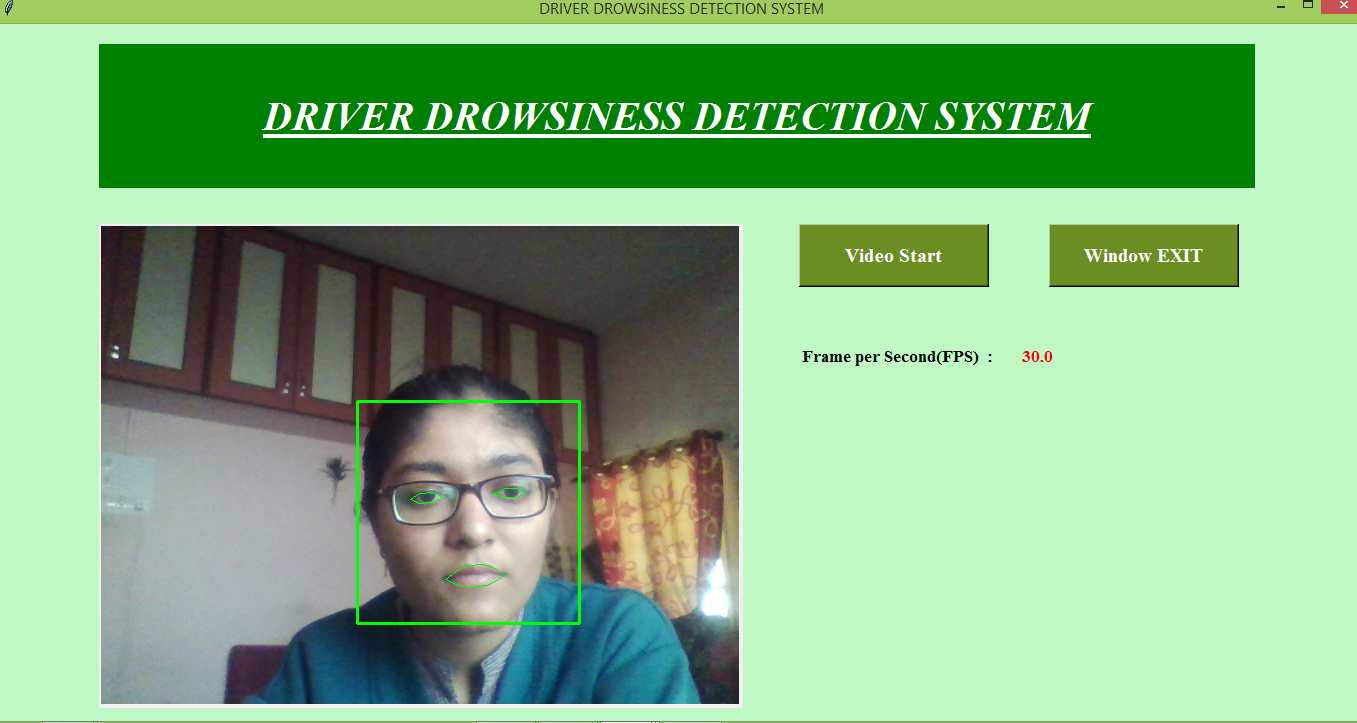 DRIVER DROWSINESS DETECTION SYSTEM
DRIVER DROWSINESS DETECTION SYSTEM
Video Start
Window EXIT
Frame per Second(FPS) : 30.0